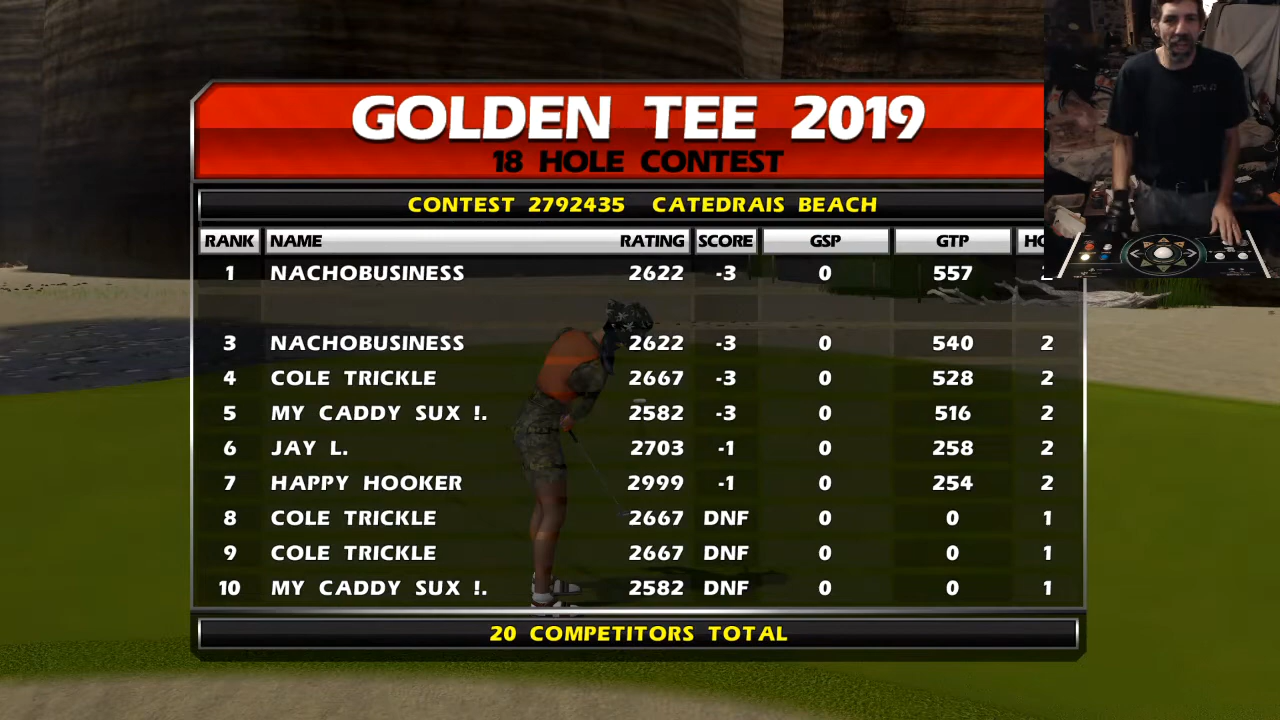 GOLDEN TEE 2019
18 HOLE CONTEST
CONTEST 2792435 CATEDRAIS BEACH
RANK NAME RATING SCORE GSP GTP
1 NACHOBUSINESS 2622 -3 0 557
3 NACHOBUSINESS 2622 -3 0 540 2
4 COLE TRICKLE 2667 -3 0 528 2
5 MY CADDY SUX !. 2582 -3 0 516 2
6 JAY L. 2703 -1 0 258 2
7 HAPPY HOOKER 2999 -1 0 254 2
8 COLE TRICKLE 2667 DNF 0 0 1
9 COLE TRICKLE 2667 DNF 0 0 1
10 MY CADDY SUX !. 2582 DNF 0 0 1
20 COMPETITORS TOTAL